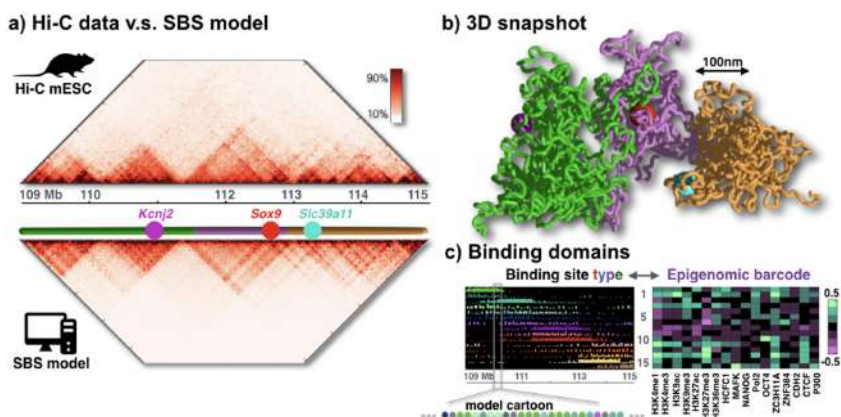 a) Hi-C data v.s. SBS model
Hi-C mESC
90%
10%
109 Mb 110 112 113 114 115
Kcnj2 Sox9 Slc39a11
SBS model
b) 3D snapshot
100nm
c) Binding domains
Binding site type Epigenomic barcode
1
5
10
15
0.5
-0.5
109 Mb 111 113 115
model cartoon
H3K4me1
H3K4me3
H3K9ac
H3K9me3
H3K27ac
H3K27me3
H3K36me3
HCFC1
MAFK
NANOG
Pol2
OCT4
ZC3H11A
ZNF384
CDH2
CTCF
P300